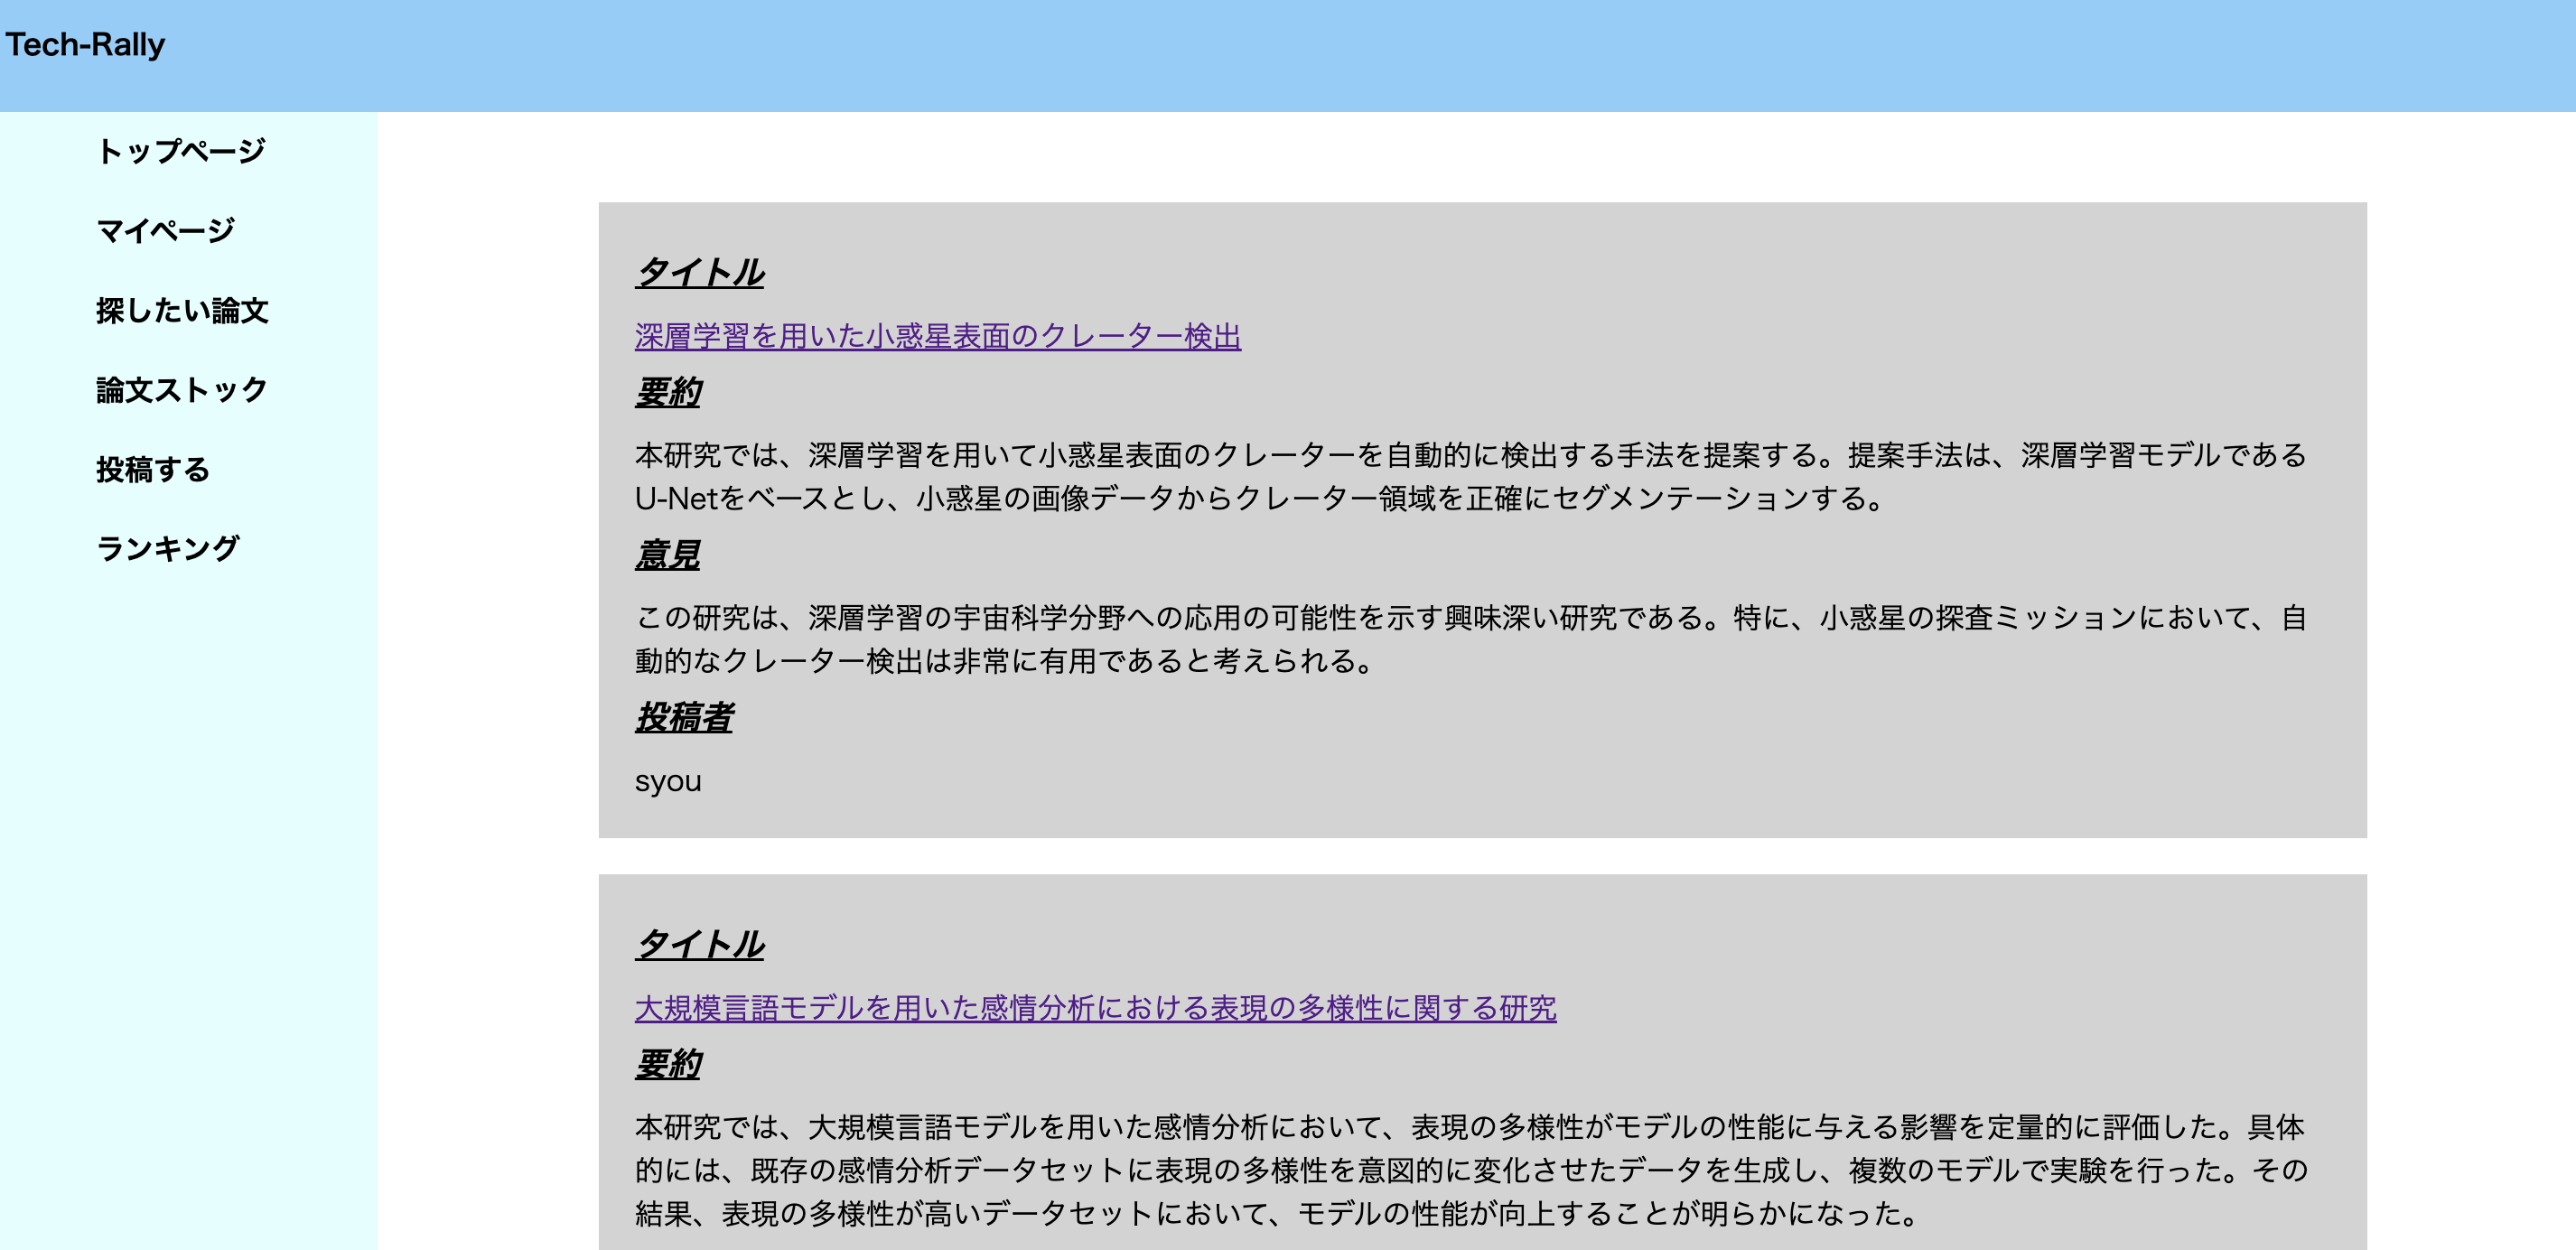 Tech-Rally
トップページ
マイページ
探したい論文
論文ストック
投稿する
ランキング
タイトル
深層学習を用いた小惑星表面のクレーター検出
要約
本研究では、深層学習を用いて小惑星表面のクレーターを自動的に検出する手法を提案する。提案手法は、深層学習モデルである
U-Netをベースとし、小惑星の画像データからクレーター領域を正確にセグメンテーションする。
意見
この研究は、深層学習の宇宙科学分野への応用の可能性を示す興味深い研究である。特に、小惑星の探査ミッションにおいて、自
動的なクレーター検出は非常に有用であると考えられる。
投稿者
syou
タイトル
大規模言語モデルを用いた感情分析における表現の多様性に関する研究
要約
本研究では、大規模言語モデルを用いた感情分析において、表現の多様性がモデルの性能に与える影響を定量的に評価した。具体
的には、既存の感情分析データセットに表現の多様性を意図的に変化させたデータを生成し、複数のモデルで実験を行った。その
結果、表現の多様性が高いデータセットにおいて、モデルの性能が向上することが明らかになった。